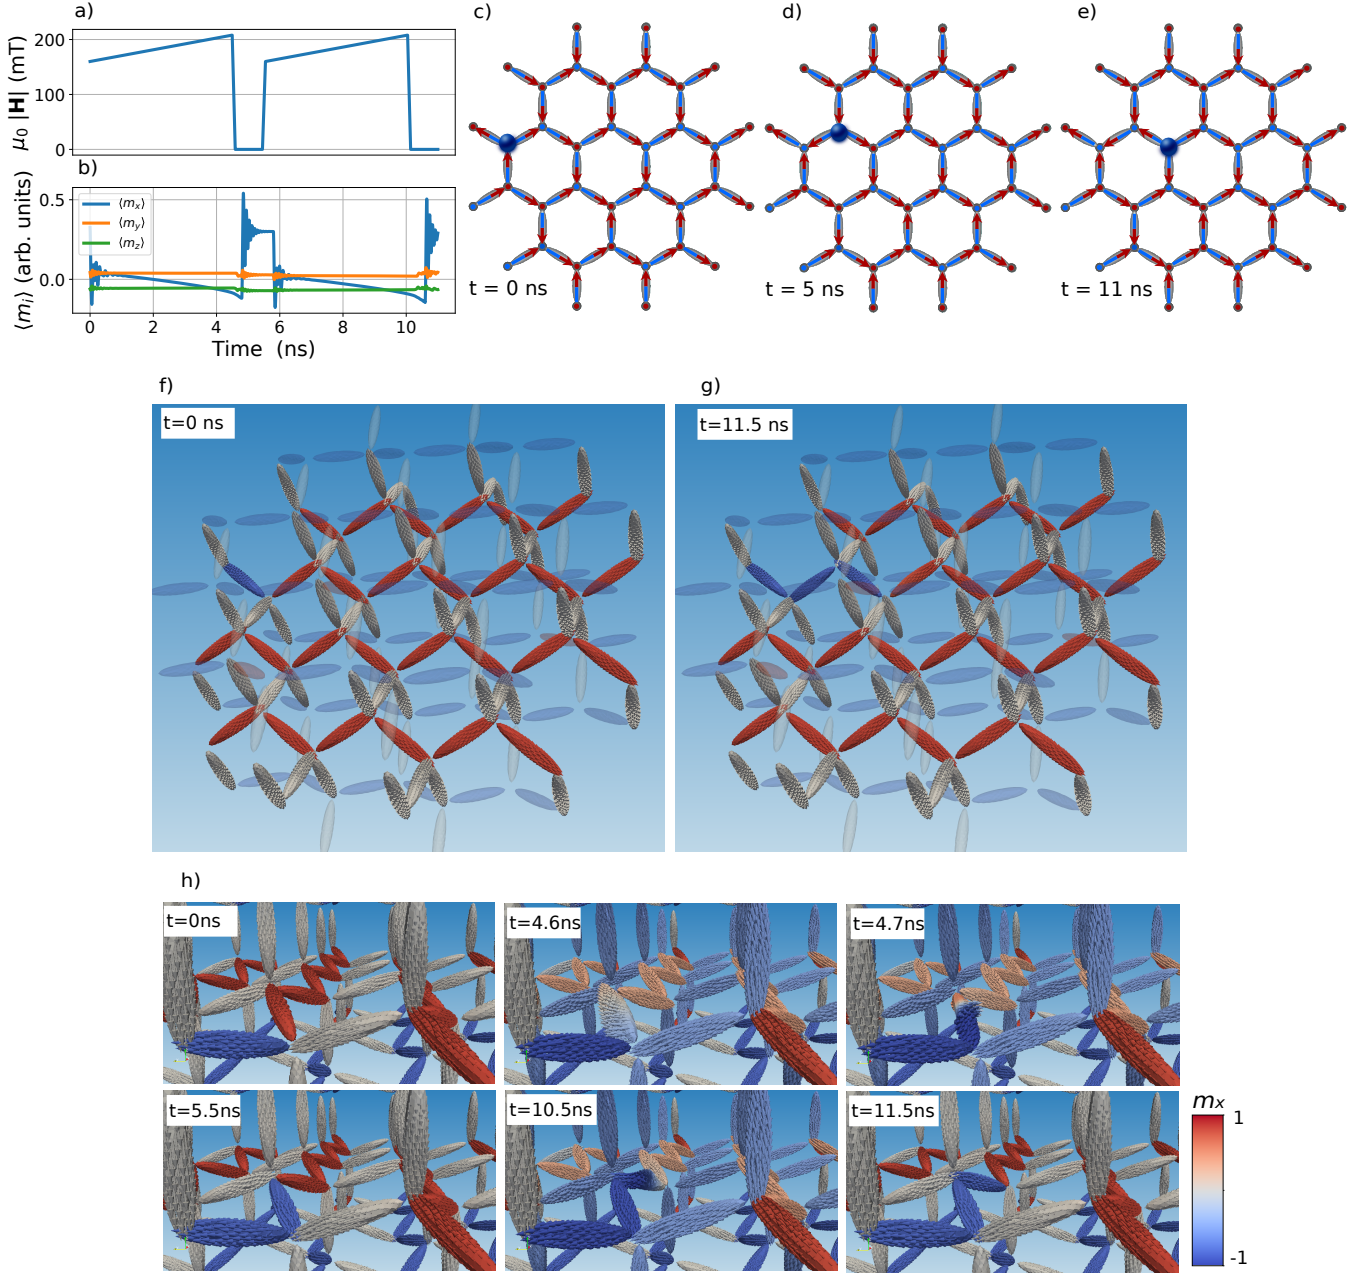 a)
μ₀ |H| (mT)
200
100
0
b)
⟨mᵢ⟩ (arb. units)
0.5
0.0
⟨mₓ⟩
⟨m_y⟩
⟨m_z⟩
0 2 4 6 8 10
Time (ns)
c)
t = 0 ns
d)
t = 5 ns
e)
t = 11 ns
f)
t=0 ns
g)
t=11.5 ns
h)
t=0ns
t=4.6ns
t=4.7ns
t=5.5ns
t=10.5ns
t=11.5ns
mₓ
1
-1